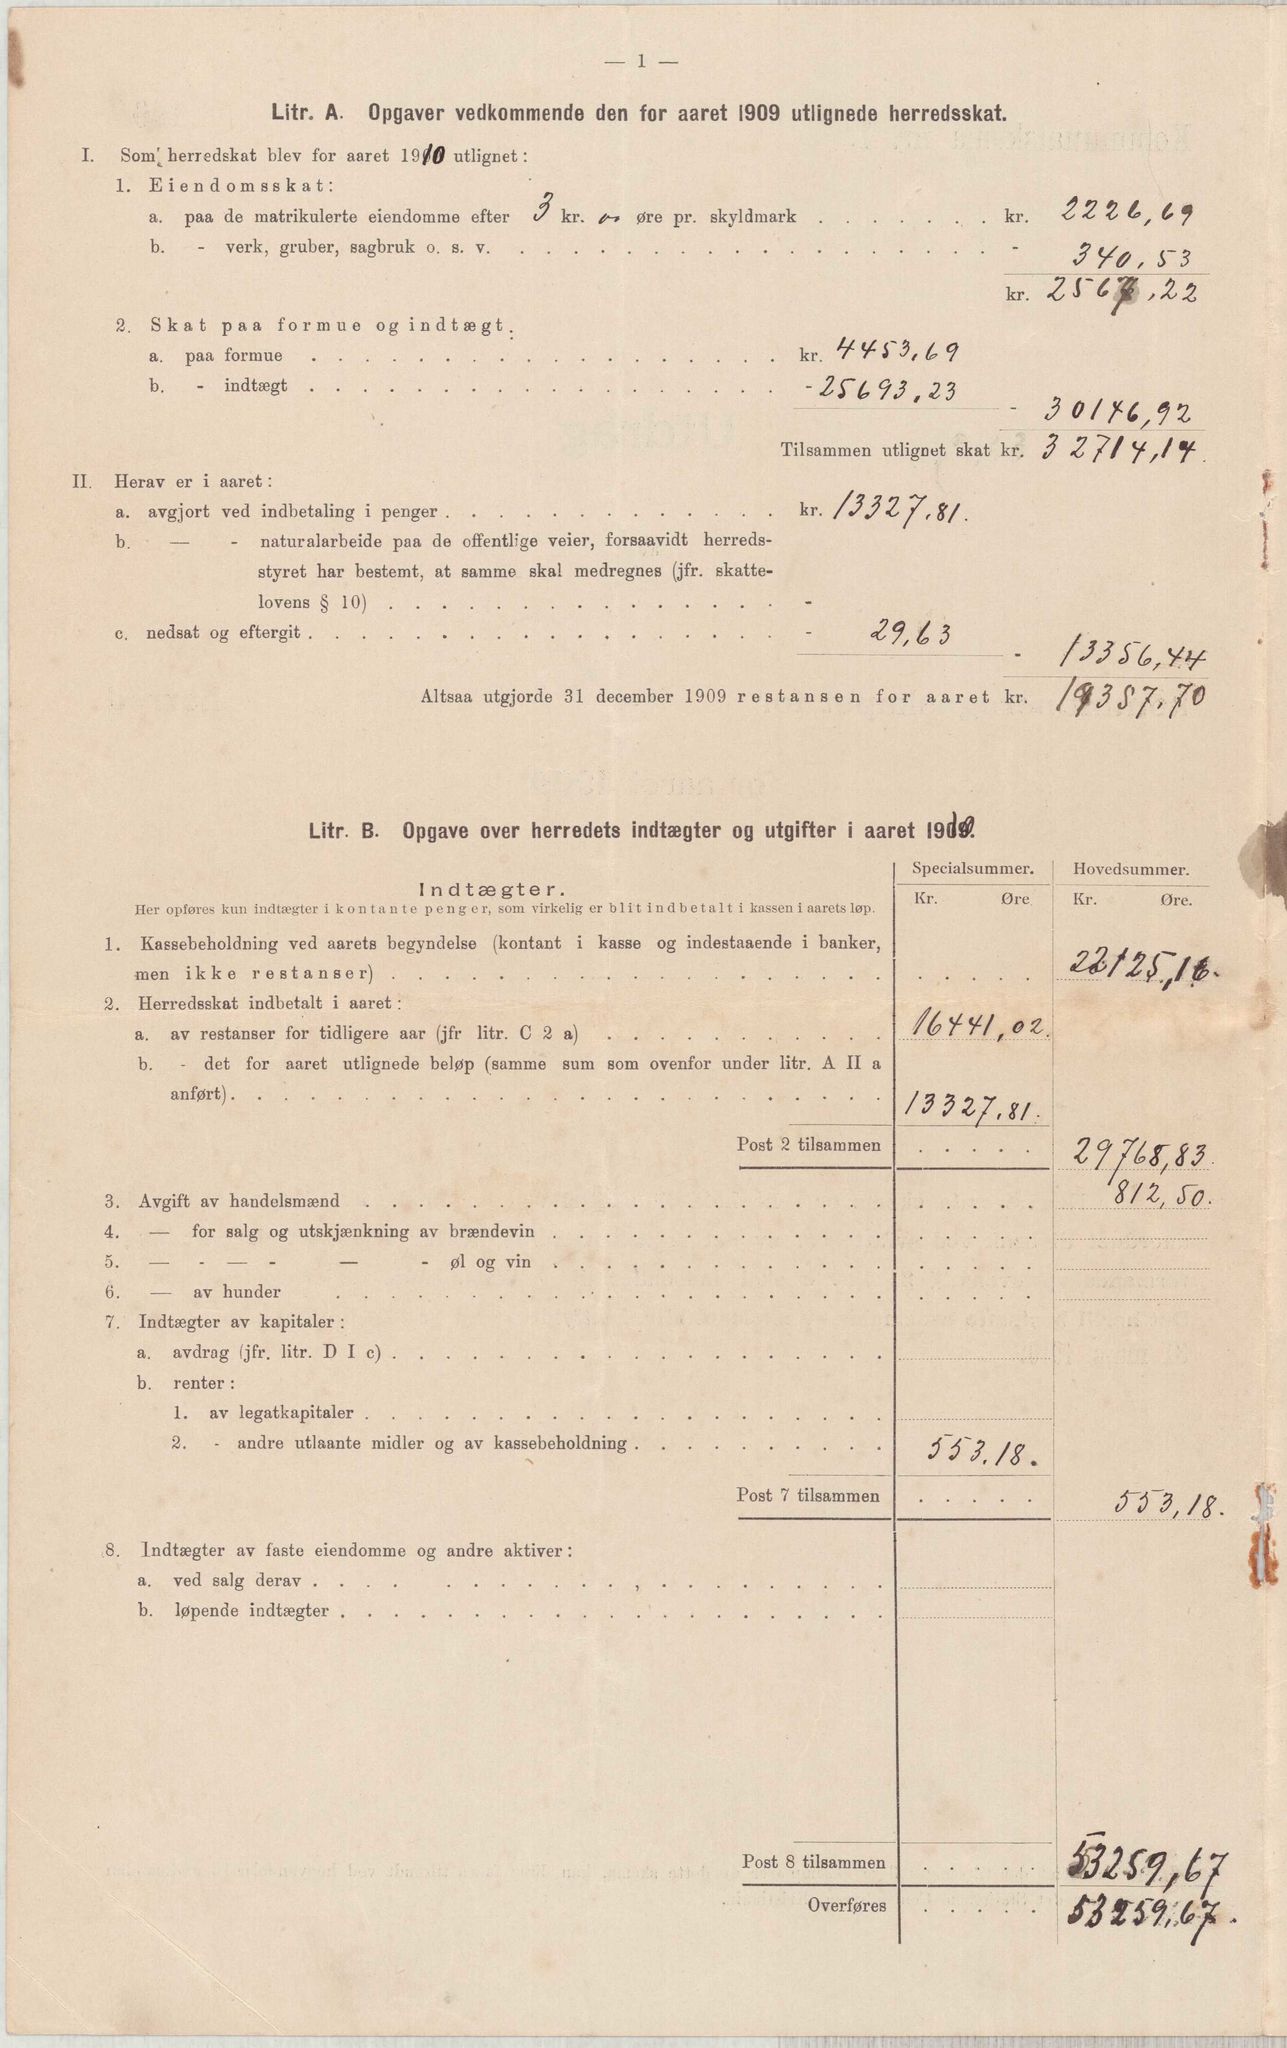 — 1 —
Litr. A. Opgaver vedkommende den for aaret 1909 utlignede herredsskat.
I. Som herredskat blev for aaret 1910 utlignet:
1. Eiendomsskat:
a. paa de matrikulerte eiendomme efter 3 kr. øre pr. skyldmark kr. 2226,69
b. - verk, gruber, sagbruk o. s. v. - 340,53
kr. 2567,22
2. Skat paa formue og indtægt.
a. paa formue kr. 4453,69
b. - indtægt - 25693,23
- 30146,92
Tilsammen utlignet skat kr. 32714,14.
II. Herav er i aaret:
a. avgjort ved indbetaling i penger kr. 13327,81.
b. — - naturalarbeide paa de offentlige veier, forsaavidt herreds-
styret har bestemt, at samme skal medregnes (jfr. skatte-
lovens § 10) -
c. nedsat og eftergit - 29,63
- 13356,44
Altsaa utgjorde 31 december 1909 restansen for aaret kr. 19357,70
Litr. B. Opgave over herredets indtægter og utgifter i aaret 1910.
Specialsummer. Hovedsummer.
Indtægter.
Kr. Øre Kr. Øre.
Her opføres kun indtægter i kontante penger, som virkelig er blit indbetalt i kassen i aarets løp.
1. Kassebeholdning ved aarets begyndelse (kontant i kasse og indestaaende i banker,
men ikke restanser) 22125,16.
2. Herredsskat indbetalt i aaret:
a. av restanser for tidligere aar (jfr litr. C 2 a) 16441,02.
b. - det for aaret utlignede beløp (samme sum som ovenfor under litr. A II a
anført) 13327,81.
Post 2 tilsammen 29768,83.
3. Avgift av handelsmænd 812,50.
4. — for salg og utskjænkning av brændevin
5. — - — - — - øl og vin
6. — av hunder
7. Indtægter av kapitaler:
a. avdrag (jfr. litr. D I c)
b. renter:
1. av legatkapitaler
2. - andre utlaante midler og av kassebeholdning 553,18.
Post 7 tilsammen 553,18.
8. Indtægter av faste eiendomme og andre aktiver:
a. ved salg derav
b. løpende indtægter
Post 8 tilsammen 53259,67
Overføres 53259,67.